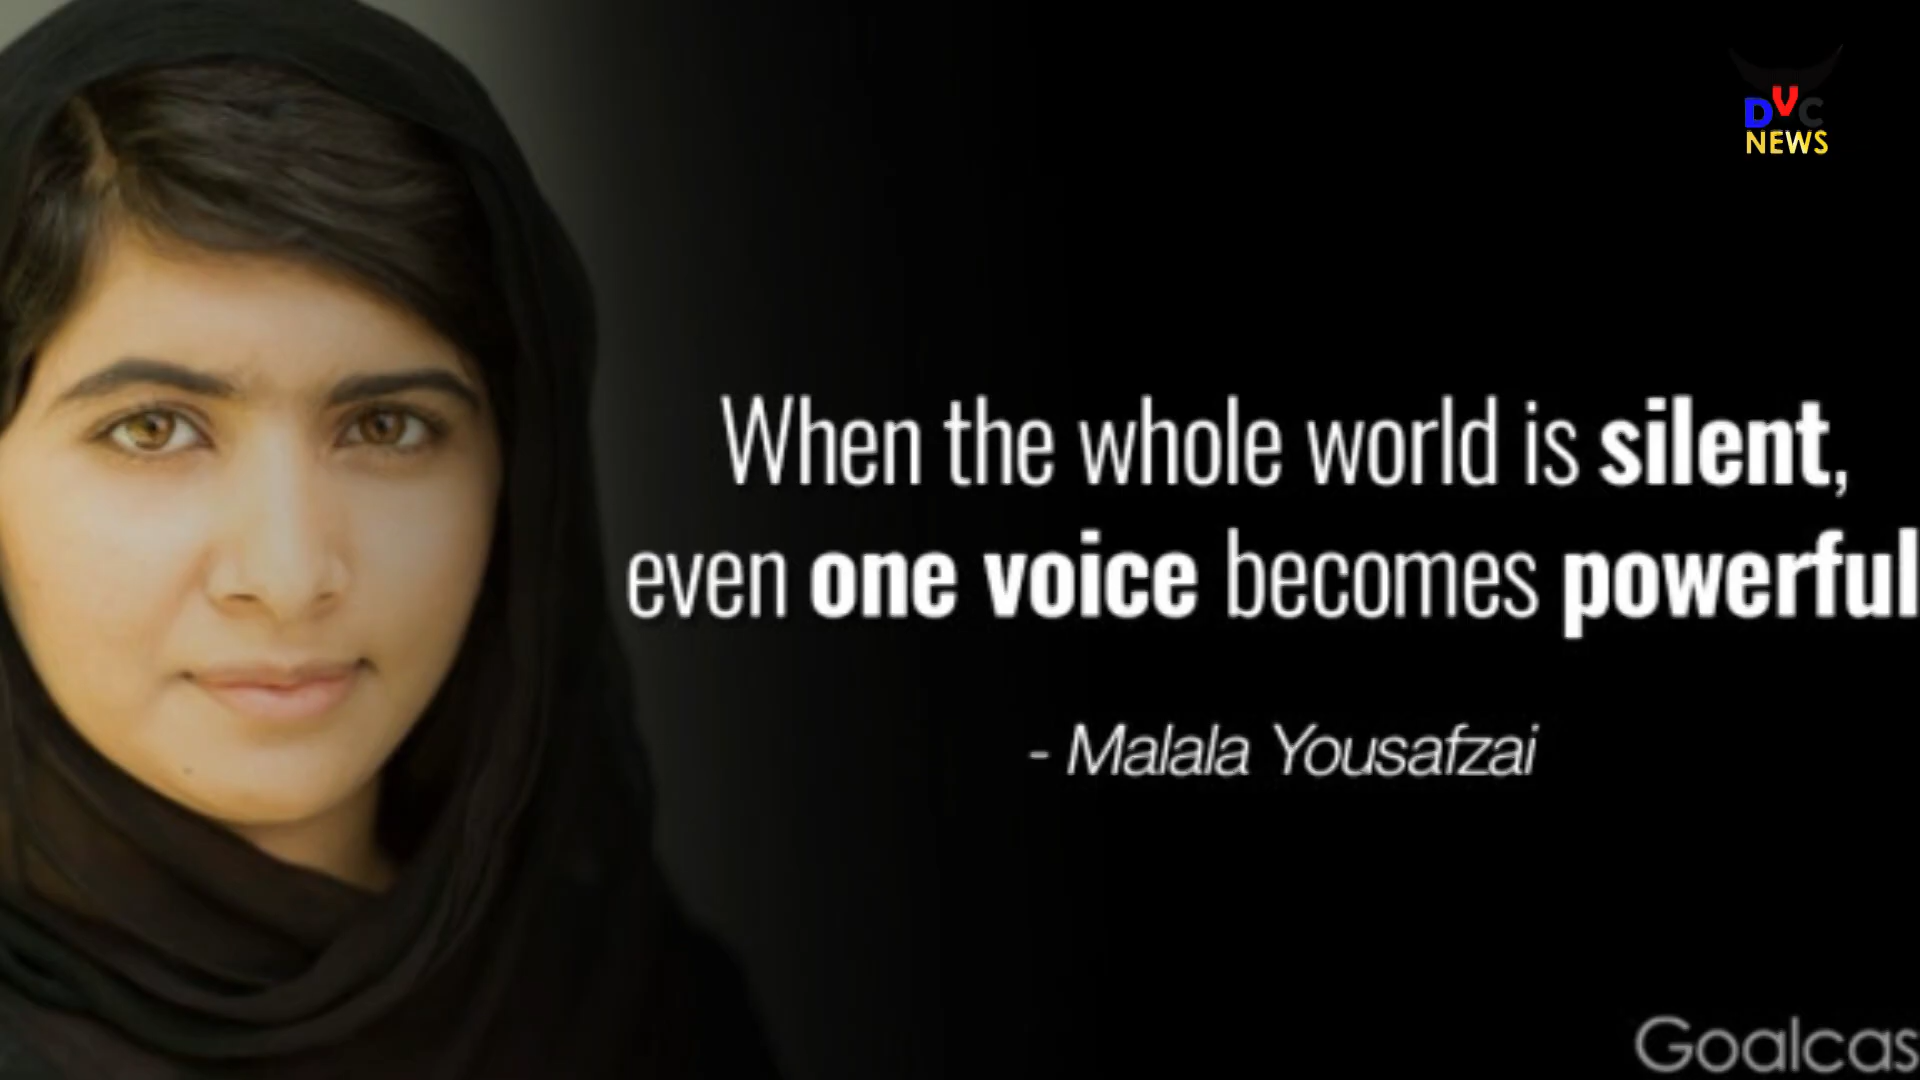 DVC
NEWS
When the whole world is silent,
even one voice becomes powerful
- Malala Yousafzai
Goalcas